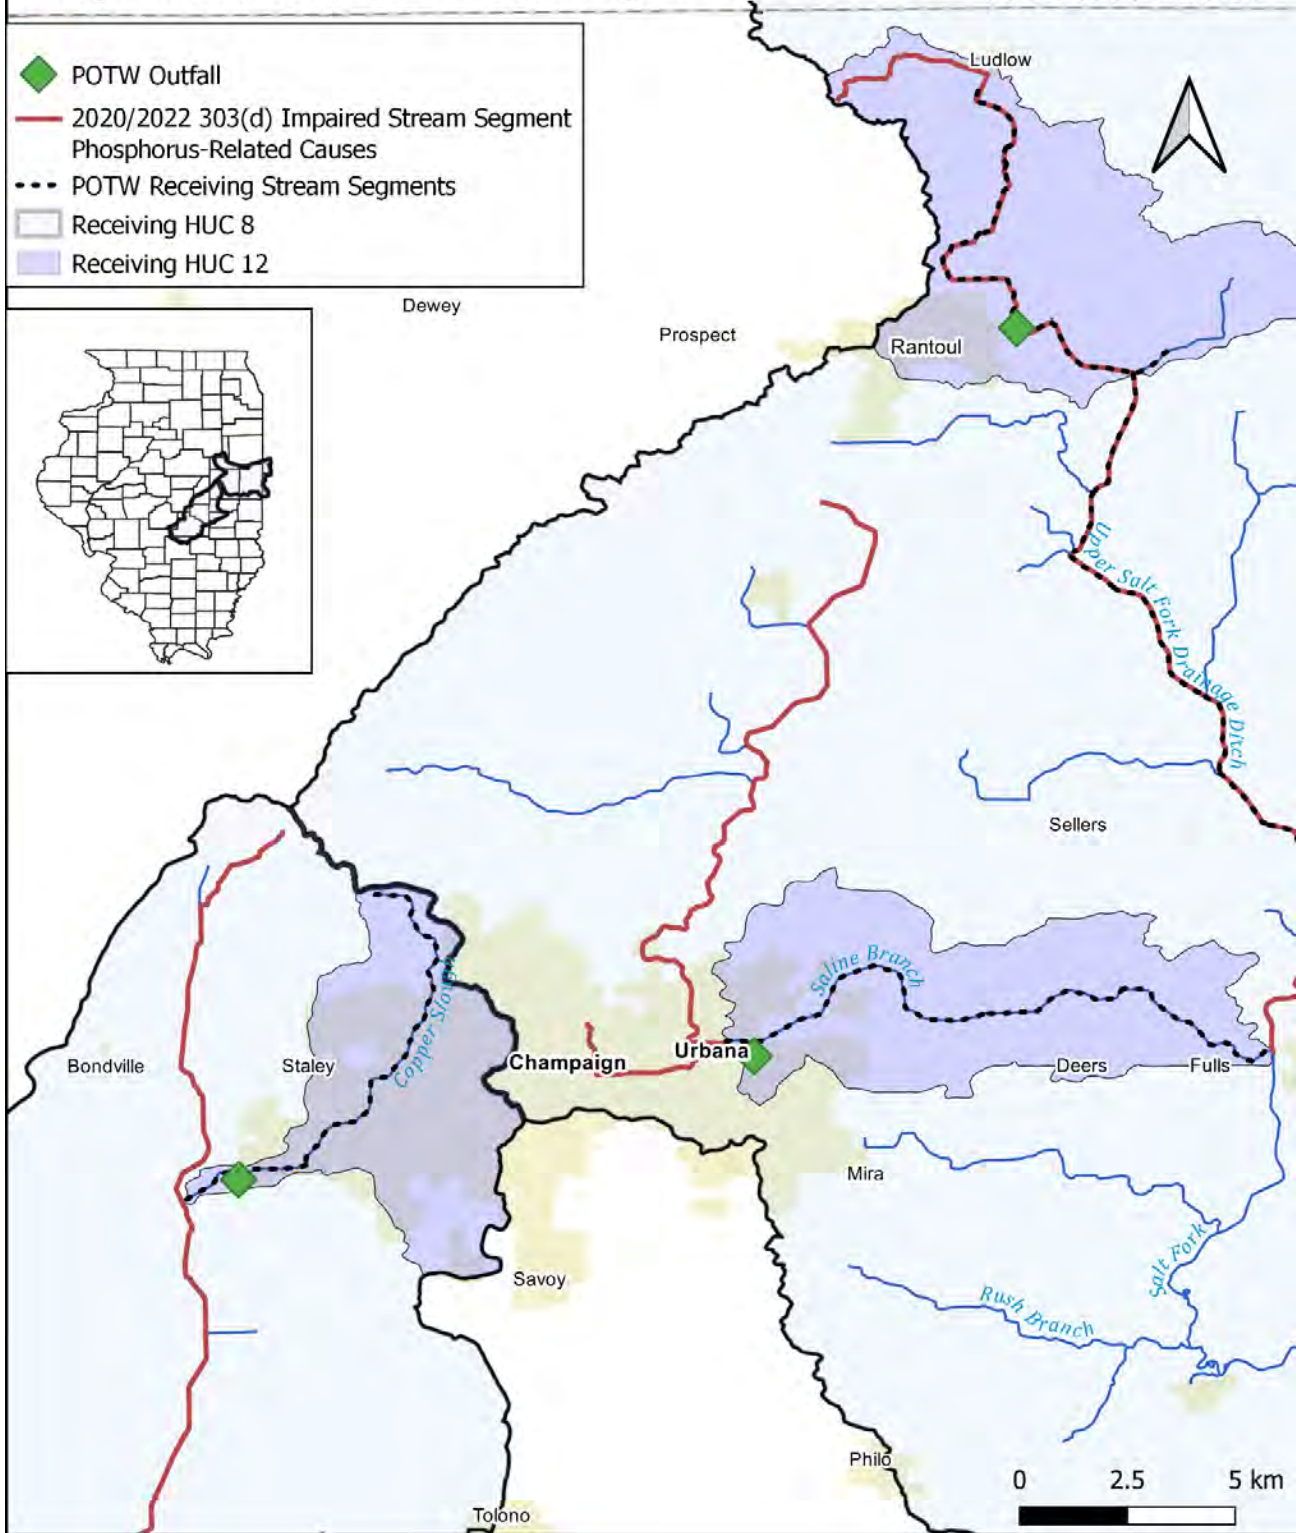 POTW Outfall
2020/2022 303(d) Impaired Stream Segment
Phosphorus-Related Causes
POTW Receiving Stream Segments
Receiving HUC 8
Receiving HUC 12
Ludlow
Dewey
Prospect
Rantoul
Upper Salt Fork Drainage Ditch
Sellers
Saline Branch
Copper Slough
Bondville
Staley
Champaign
Urbana
Deers
Fulls
Mira
Salt Fork
Savoy
Rush Branch
Philo
Tolono
0 2.5 5 km